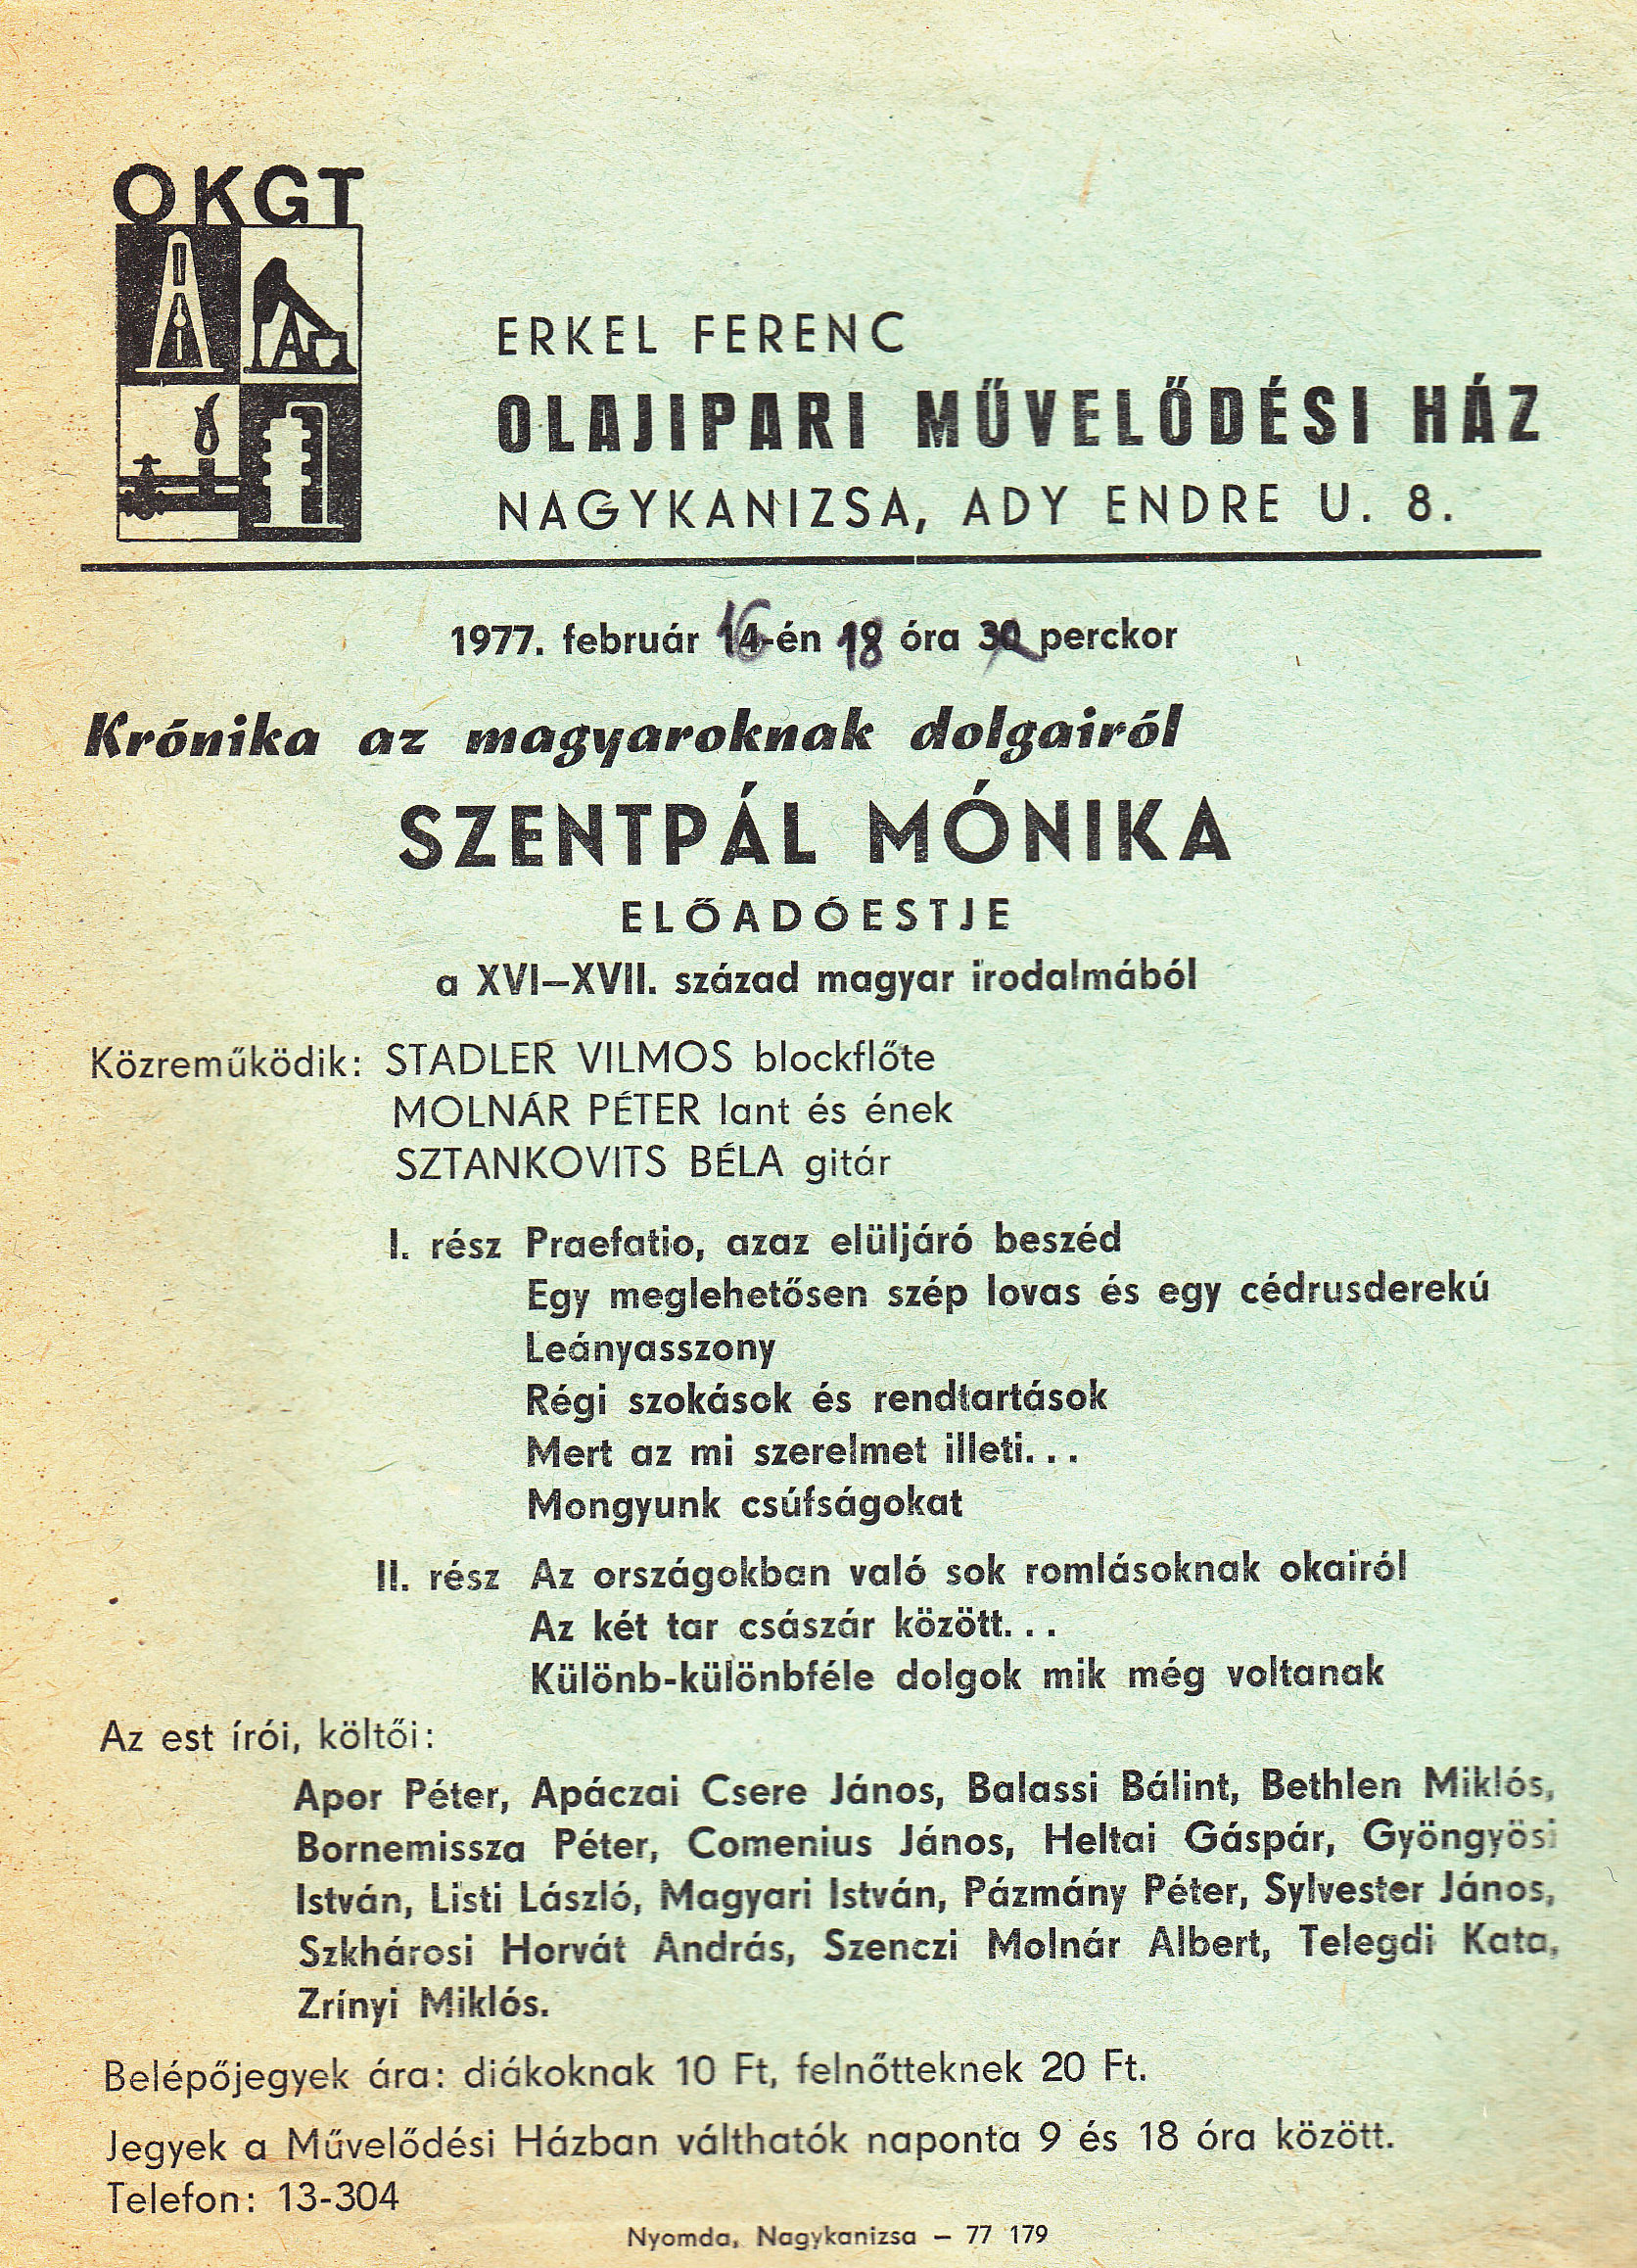 OKGT
ERKEL FERENC
OLAJIPARI MŰVELŐDÉSI HÁZ
NAGYKANIZSA, ADY ENDRE U. 8.
1977. február 16-én 18 óra 30 perckor
Krónika az magyaroknak dolgairól
SZENTPÁL MÓNIKA
ELŐADÓESTJE
a XVI–XVII. század magyar irodalmából
Közreműködik: STADLER VILMOS blockflőte
MOLNÁR PÉTER lant és ének
SZTANKOVITS BÉLA gitár
I. rész Praefatio, azaz elüljáró beszéd
Egy meglehetősen szép lovas és egy cédrusderekú
Leányasszony
Régi szokások és rendtartások
Mert az mi szerelmet illeti. . .
Mongyunk csúfságokat
II. rész Az országokban való sok romlásoknak okairól
Az két tar császár között. . .
Különb-különbféle dolgok mik még voltanak
Az est írói, költői:
Apor Péter, Apáczai Csere János, Balassi Bálint, Bethlen Miklós,
Bornemissza Péter, Comenius János, Heltai Gáspár, Gyöngyösi
István, Listi László, Magyari István, Pázmány Péter, Sylvester János,
Szkhárosi Horvát András, Szenczi Molnár Albert, Telegdi Kata,
Zrínyi Miklós.
Belépőjegyek ára: diákoknak 10 Ft, felnőtteknek 20 Ft.
Jegyek a Művelődési Házban válthatók naponta 9 és 18 óra között.
Telefon: 13-304
Nyomda, Nagykanizsa – 77 179